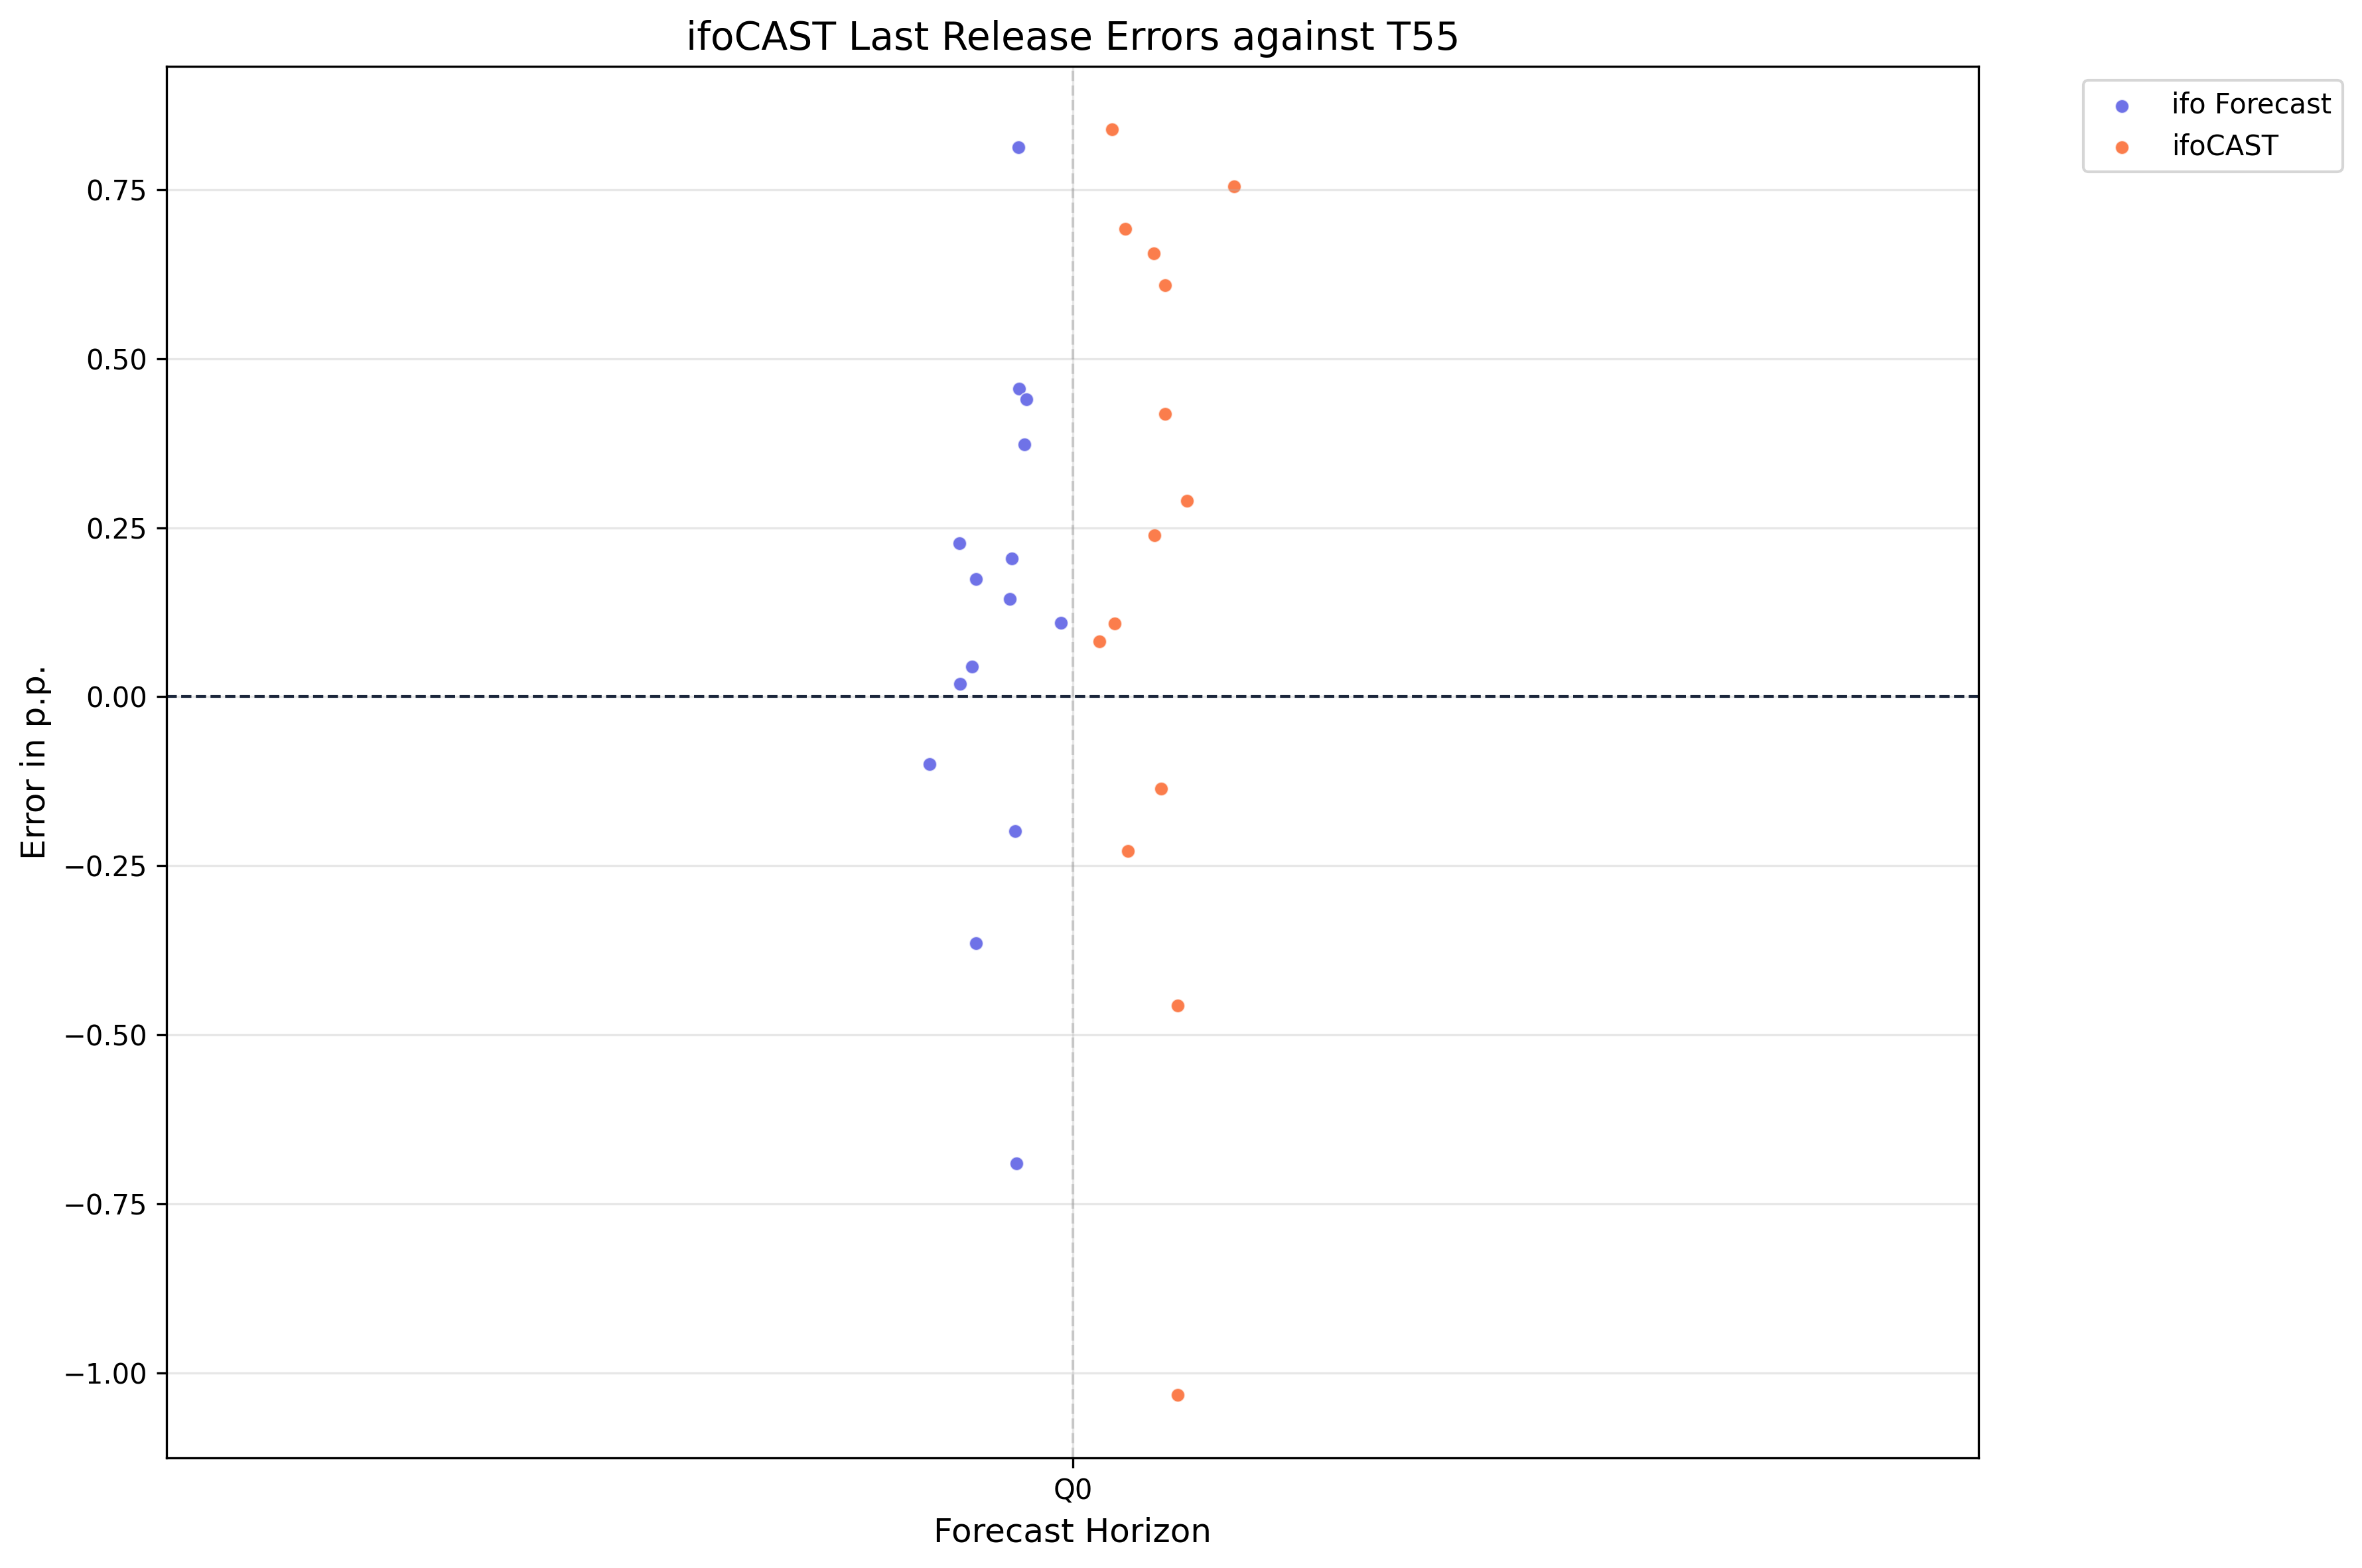 ifoCAST Last Release Errors against T55
ifo Forecast
ifoCAST
0.75
0.50
0.25
0.00
−0.25
−0.50
−0.75
−1.00
Error in p.p.
Q0
Forecast Horizon